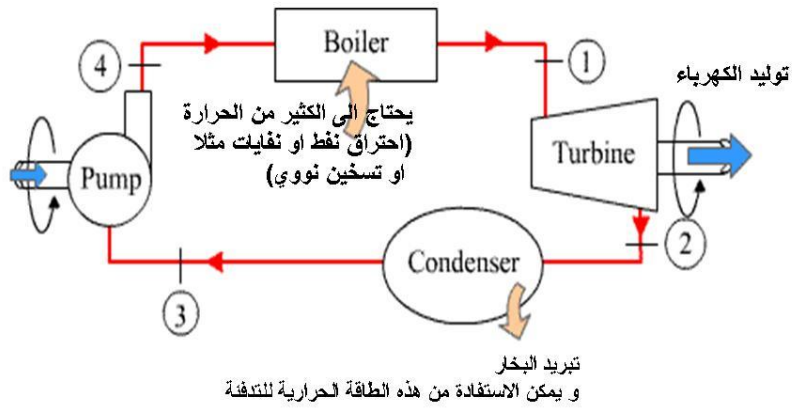 Boiler
4
1
توليد الكهرباء
يحتاج الى الكثير من الحرارة
(احتراق نفط او نفايات مثلا
او تسخين نووي)
Turbine
Pump
2
Condenser
3
تبريد البخار
و يمكن الاستفادة من هذه الطاقة الحرارية للتدفئة